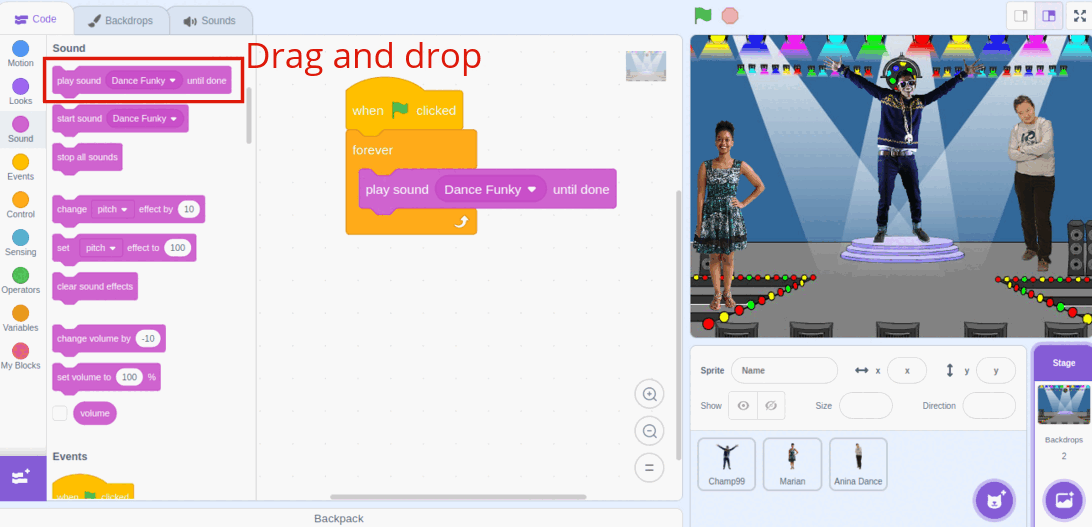 Code
Backdrops
Sounds
Motion
Looks
Sound
Events
Control
Sensing
Operators
Variables
My Blocks
Sound
play sound Dance Funky until done
start sound Dance Funky
stop all sounds
change pitch effect by 10
set pitch effect to 100
clear sound effects
change volume by -10
set volume to 100 %
volume
Events
when clicked
Drag and drop
when clicked
forever
play sound Dance Funky until done
Backpack
Sprite Name x x y y
Show Size Direction
Champ99
Marian
Anina Dance
Stage
Backdrops
2